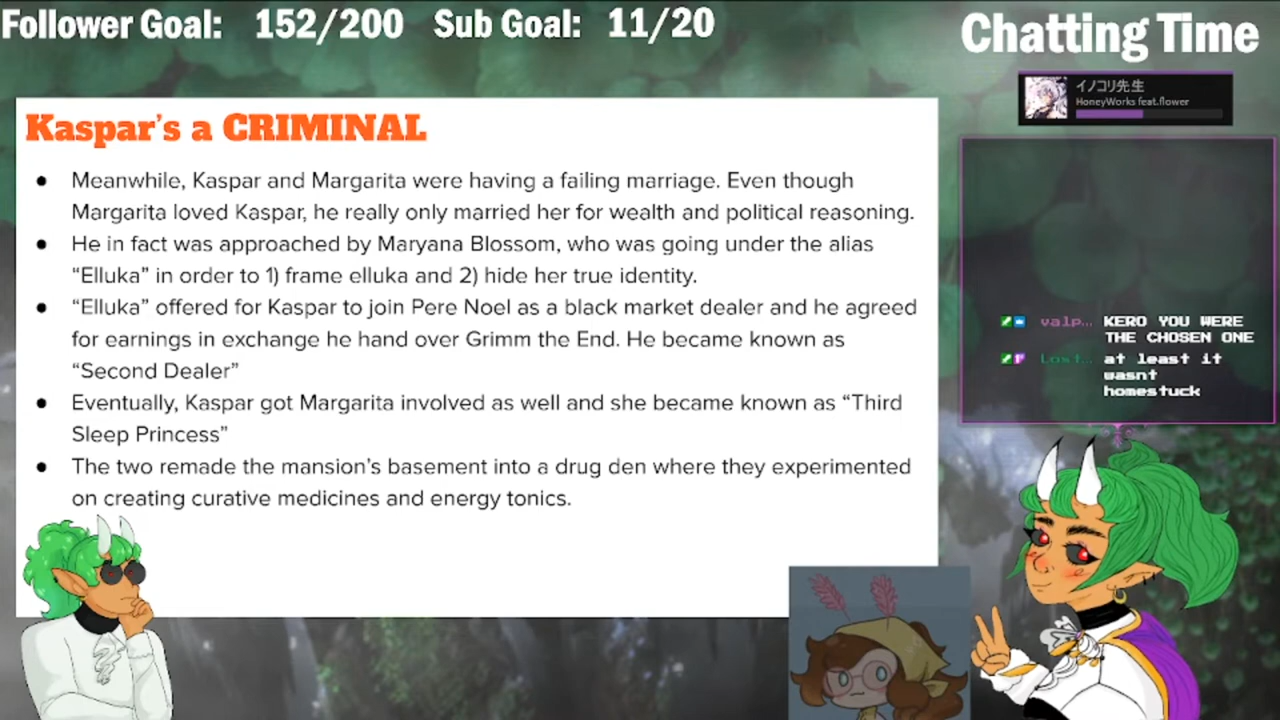 Follower Goal: 152/200 Sub Goal: 11/20
Chatting Time
イノコリ先生
HoneyWorks feat.flower
Kaspar's a CRIMINAL
● Meanwhile, Kaspar and Margarita were having a failing marriage. Even though
Margarita loved Kaspar, he really only married her for wealth and political reasoning.
● He in fact was approached by Maryana Blossom, who was going under the alias
“Elluka” in order to 1) frame elluka and 2) hide her true identity.
● “Elluka” offered for Kaspar to join Pere Noel as a black market dealer and he agreed
for earnings in exchange he hand over Grimm the End. He became known as
“Second Dealer”
● Eventually, Kaspar got Margarita involved as well and she became known as “Third
Sleep Princess”
● The two remade the mansion's basement into a drug den where they experimented
on creating curative medicines and energy tonics.
valp... KERO YOU WERE
THE CHOSEN ONE
Lost... at least it
wasnt
homestuck